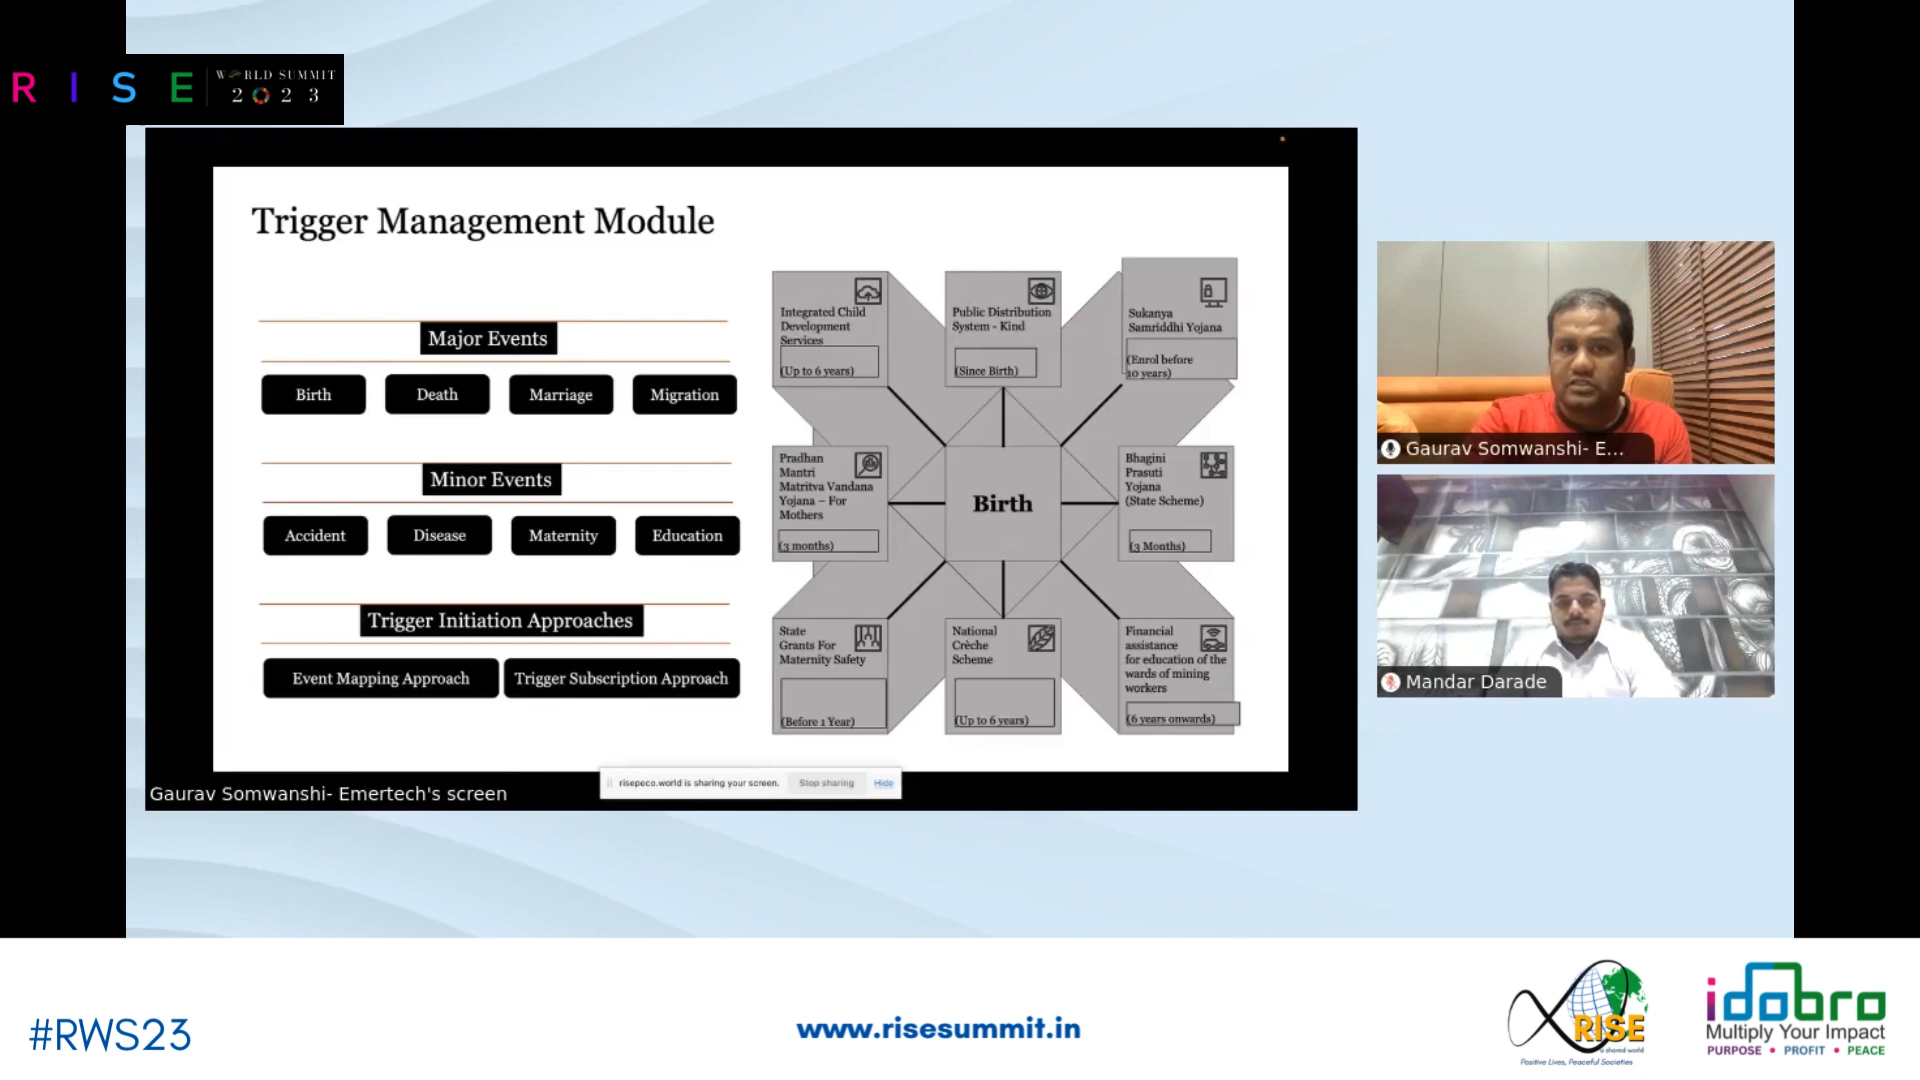 R I S E
WORLD SUMMIT
2023
Trigger Management Module
Major Events
Birth
Death
Marriage
Migration
Minor Events
Accident
Disease
Maternity
Education
Trigger Initiation Approaches
Event Mapping Approach
Trigger Subscription Approach
Integrated Child
Development
Services
(Up to 6 years)
Public Distribution
System - Kind
(Since Birth)
Sukanya
Samriddhi Yojana
(Enrol before
10 years)
Pradhan
Mantri
Matritva Vandana
Yojana – For
Mothers
(3 months)
Birth
Bhagini
Prasuti
Yojana
(State Scheme)
(3 Months)
State
Grants For
Maternity Safety
(Before 1 Year)
National
Crèche
Scheme
(Up to 6 years)
Financial
assistance
for education of the
wards of mining
workers
(6 years onwards)
risepeco.world is sharing your screen.
Stop sharing
Hide
Gaurav Somwanshi- Emertech's screen
Gaurav Somwanshi- E...
Mandar Darade
#RWS23
www.risesummit.in
RISE
a shared world
Positive Lives, Peaceful Societies
idobro
Multiply Your Impact
PURPOSE • PROFIT • PEACE